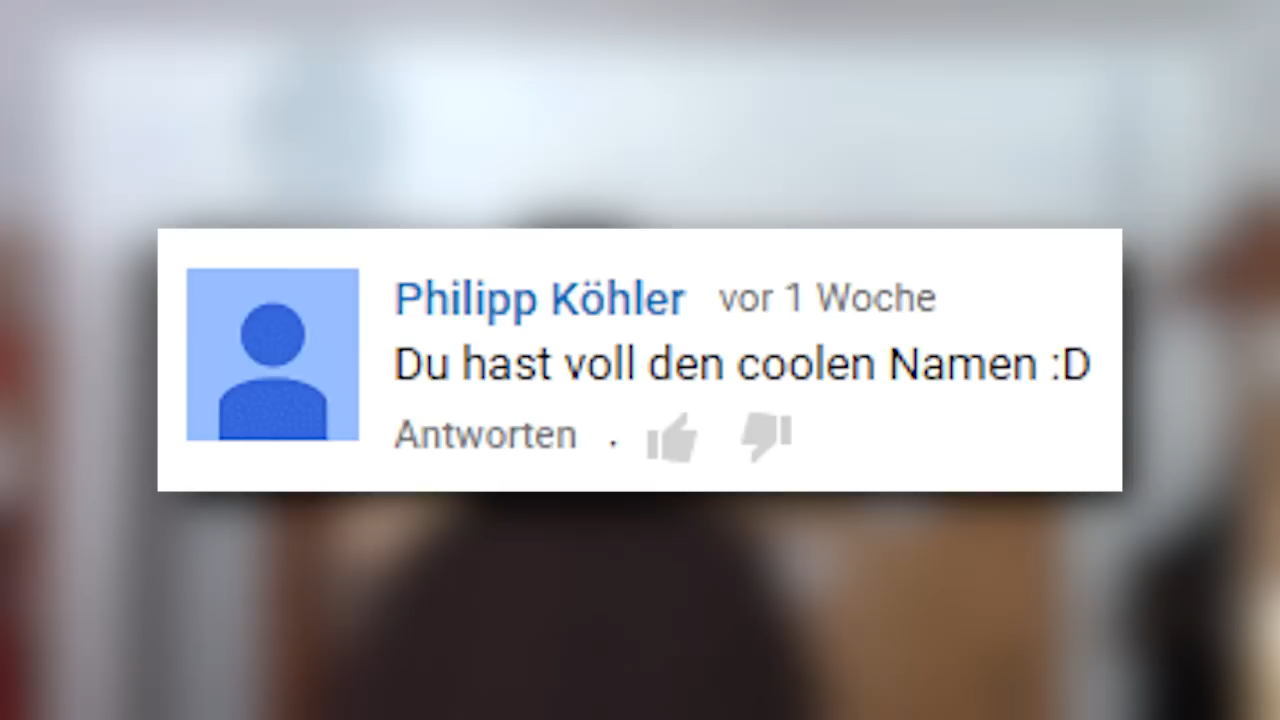 Philipp Köhler vor 1 Woche
Du hast voll den coolen Namen :D
Antworten .